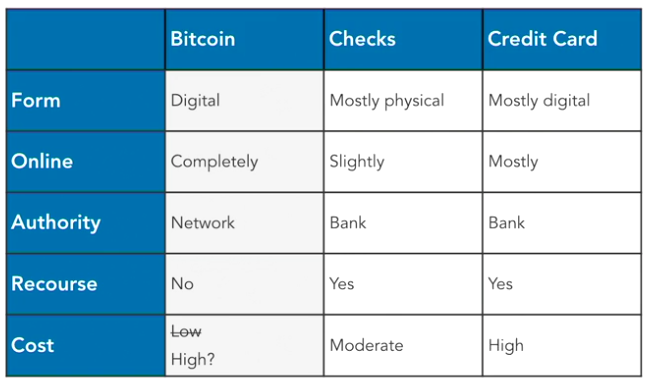 Bitcoin Checks Credit Card
Form Digital Mostly physical Mostly digital
Online Completely Slightly Mostly
Authority Network Bank Bank
Recourse No Yes Yes
Cost Low High? Moderate High